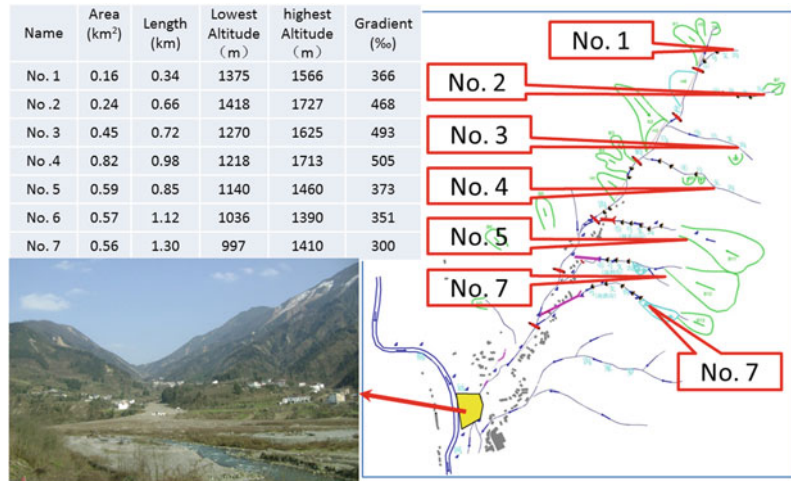 Name Area (km²) Length (km) Lowest Altitude (m) highest Altitude (m) Gradient (‰)
No. 1 0.16 0.34 1375 1566 366
No .2 0.24 0.66 1418 1727 468
No. 3 0.45 0.72 1270 1625 493
No .4 0.82 0.98 1218 1713 505
No. 5 0.59 0.85 1140 1460 373
No. 6 0.57 1.12 1036 1390 351
No. 7 0.56 1.30 997 1410 300
No. 1
No. 2
No. 3
No. 4
No. 5
No. 7
No. 7